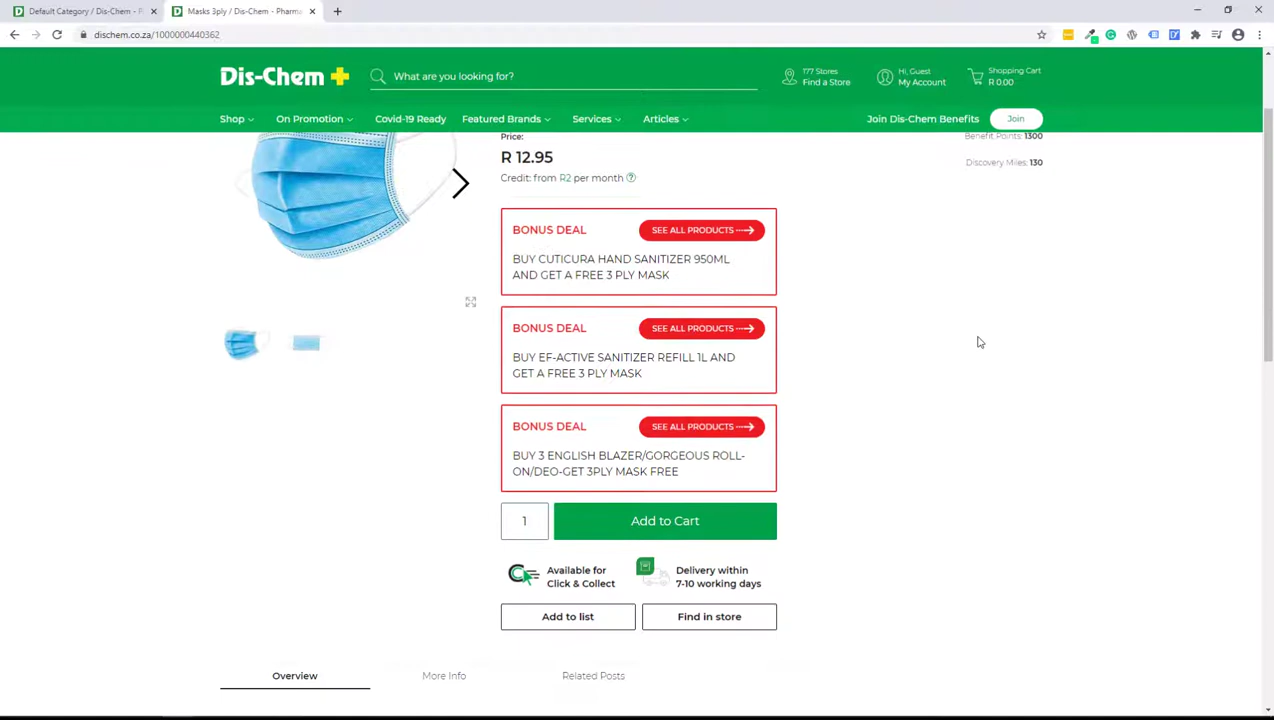 Default Category / Dis-Chem - P
Masks 3ply / Dis-Chem - Pharma
dischem.co.za/1000000440362
Dis-Chem
What are you looking for?
177 Stores
Find a Store
Hi, Guest
My Account
Shopping Cart
R 0.00
Shop
On Promotion
Covid-19 Ready
Featured Brands
Services
Articles
Join Dis-Chem Benefits
Join
Price:
Benefit Points: 1300
R 12.95
Discovery Miles: 130
Credit: from R2 per month ?
BONUS DEAL
SEE ALL PRODUCTS
BUY CUTICURA HAND SANITIZER 950ML
AND GET A FREE 3 PLY MASK
BONUS DEAL
SEE ALL PRODUCTS
BUY EF-ACTIVE SANITIZER REFILL 1L AND
GET A FREE 3 PLY MASK
BONUS DEAL
SEE ALL PRODUCTS
BUY 3 ENGLISH BLAZER/GORGEOUS ROLL-
ON/DEO-GET 3PLY MASK FREE
1
Add to Cart
Available for
Click & Collect
Delivery within
7-10 working days
Add to list
Find in store
Overview
More Info
Related Posts